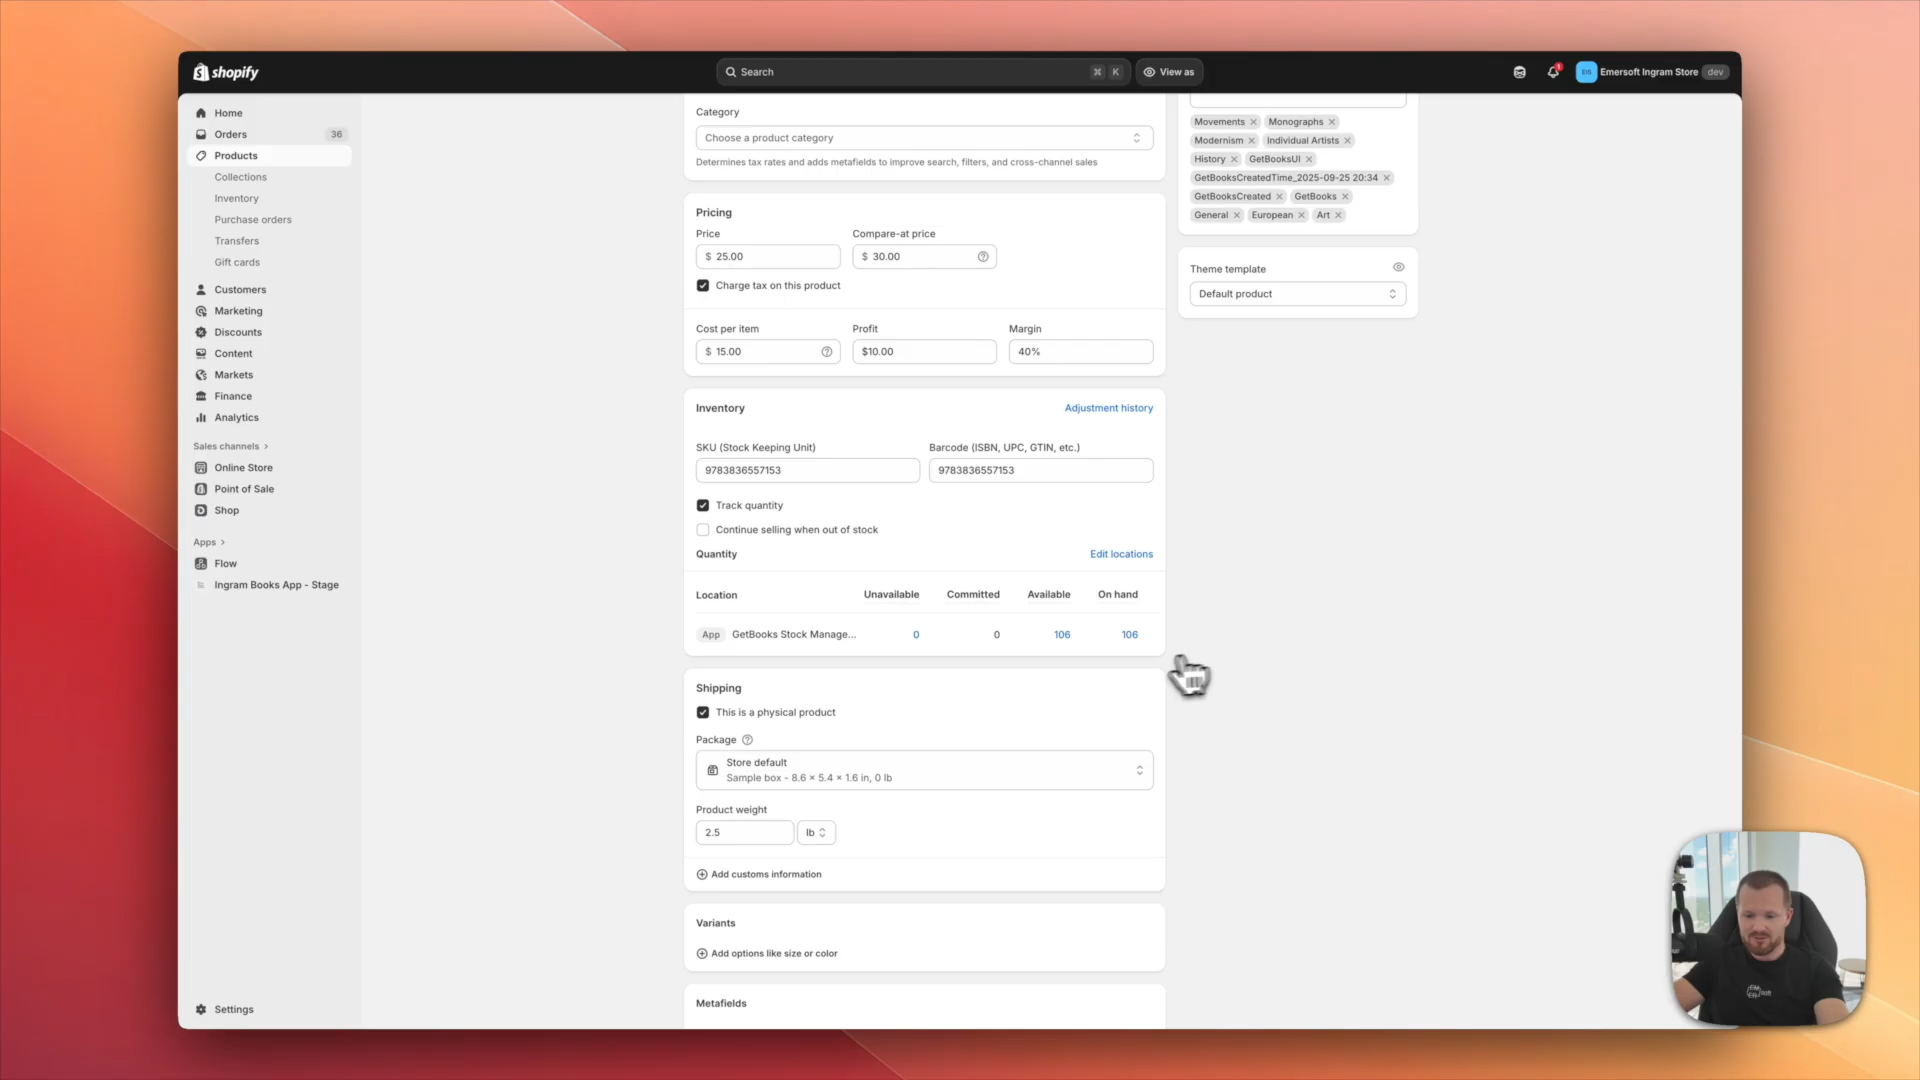 shopify
Search
⌘ K
View as
1
EIS
Emersoft Ingram Store
dev
Home
Orders
36
Products
Collections
Inventory
Purchase orders
Transfers
Gift cards
Customers
Marketing
Discounts
Content
Markets
Finance
Analytics
Sales channels >
Online Store
Point of Sale
Shop
Apps >
Flow
Ingram Books App - Stage
Settings
Category
Choose a product category
Determines tax rates and adds metafields to improve search, filters, and cross-channel sales
Pricing
Price Compare-at price
$ 25.00 $ 30.00
Charge tax on this product
Cost per item Profit Margin
$ 15.00 $10.00 40%
Inventory Adjustment history
SKU (Stock Keeping Unit) Barcode (ISBN, UPC, GTIN, etc.)
9783836557153 9783836557153
Track quantity
Continue selling when out of stock
Quantity Edit locations
Location Unavailable Committed Available On hand
App GetBooks Stock Manage... 0 0 106 106
Shipping
This is a physical product
Package
Store default
Sample box - 8.6 × 5.4 × 1.6 in, 0 lb
Product weight
2.5 lb
Add customs information
Variants
Add options like size or color
Metafields
Movements × Monographs ×
Modernism × Individual Artists ×
History × GetBooksUI ×
GetBooksCreatedTime_2025-09-25 20:34 ×
GetBooksCreated × GetBooks ×
General × European × Art ×
Theme template
Default product